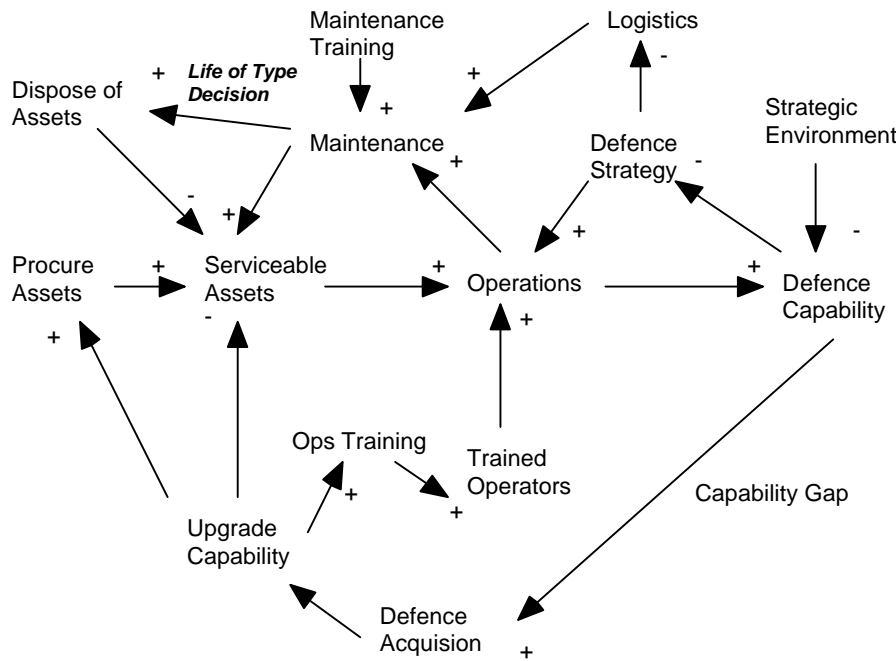 Maintenance
Training
Logistics
+
Life of Type
Decision
+
-
Dispose of
Assets
+
Strategic
Environment
Maintenance
+
Defence
Strategy
-
-
+
+
-
Procure
Assets
+
Serviceable
Assets
+
Operations
+
Defence
Capability
-
+
+
Ops Training
Trained
Operators
+
+
Capability Gap
Upgrade
Capability
Defence
Acquision
+